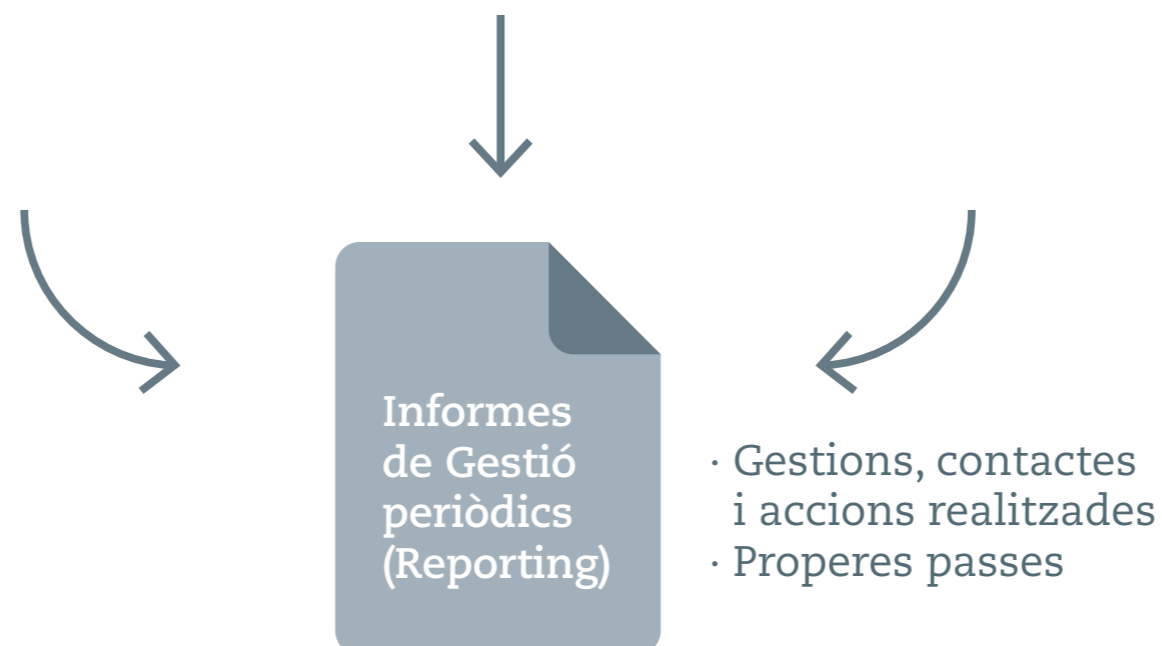 Informes
de Gestió
periòdics
(Reporting)
· Gestions, contactes
i accions realitzades
· Properes passes